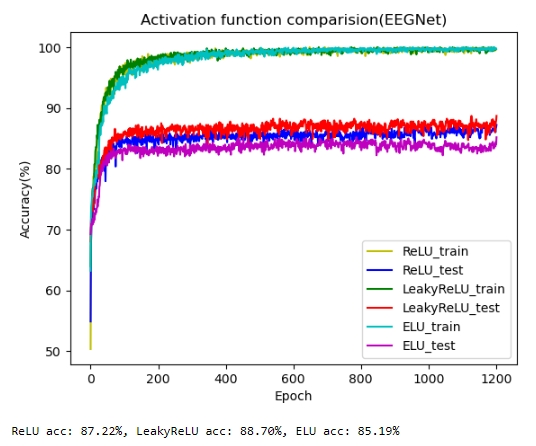 Activation function comparision(EEGNet)
100
90
80
70
60
50
Accuracy(%)
ReLU_train
ReLU_test
LeakyReLU_train
LeakyReLU_test
ELU_train
ELU_test
0 200 400 600 800 1000 1200
Epoch
ReLU acc: 87.22%, LeakyReLU acc: 88.70%, ELU acc: 85.19%